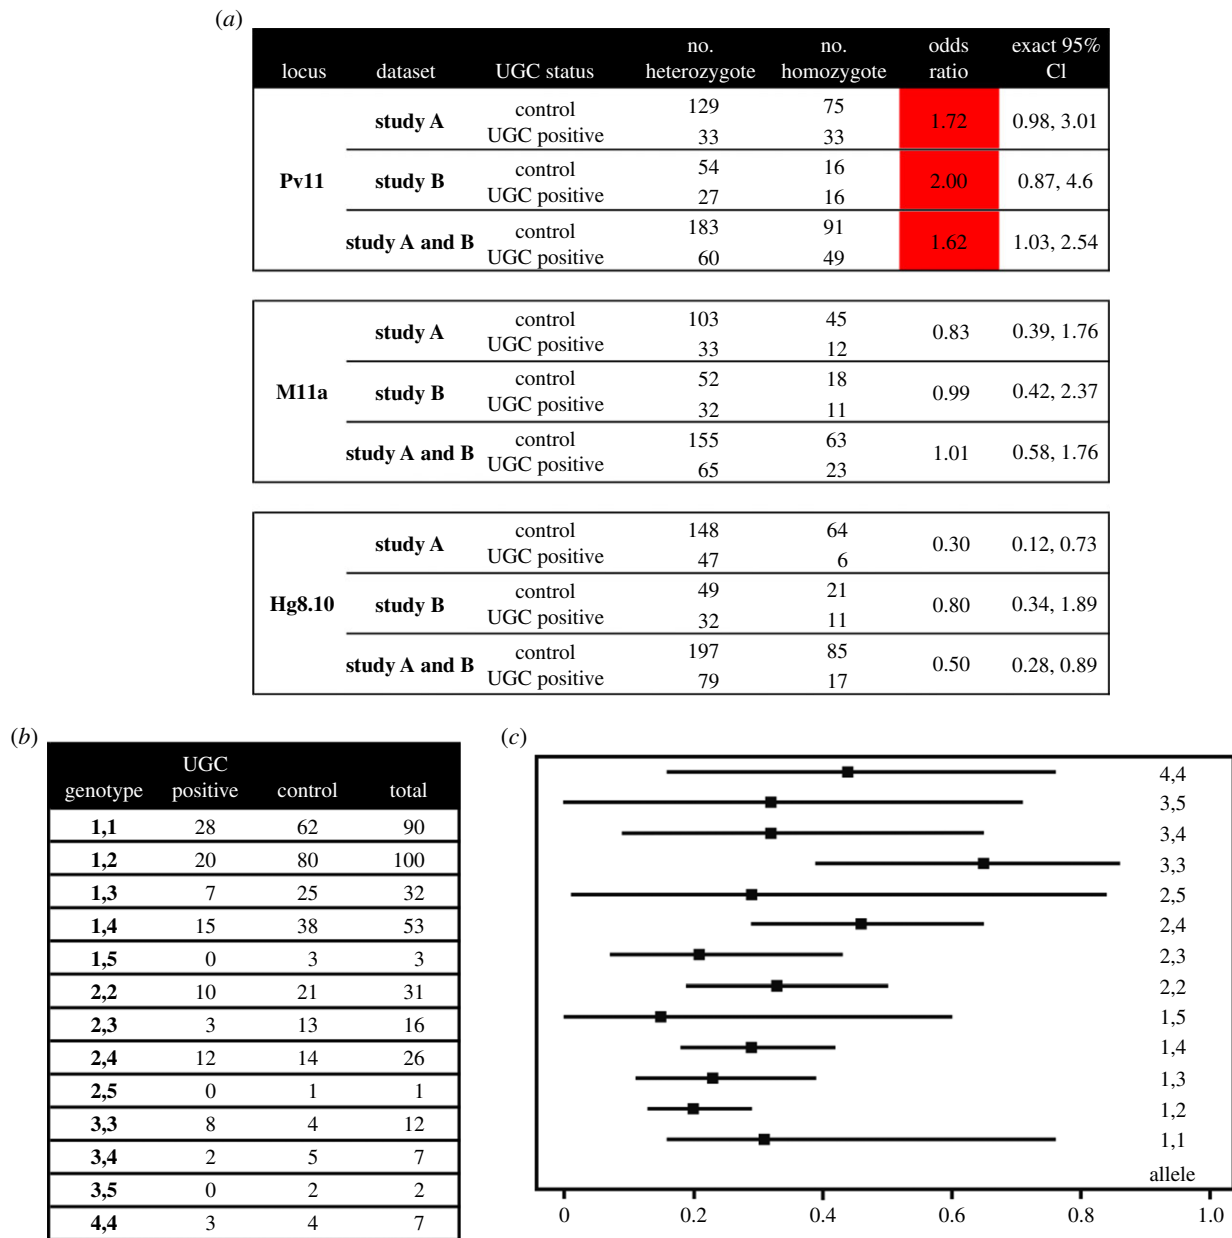 (a)
locus dataset UGC status no. heterozygote no. homozygote odds ratio exact 95% CI
Pv11
study A control 129 75 1.72 0.98, 3.01
UGC positive 33 33
study B control 54 16 2.00 0.87, 4.6
UGC positive 27 16
study A and B control 183 91 1.62 1.03, 2.54
UGC positive 60 49
M11a
study A control 103 45 0.83 0.39, 1.76
UGC positive 33 12
study B control 52 18 0.99 0.42, 2.37
UGC positive 32 11
study A and B control 155 63 1.01 0.58, 1.76
UGC positive 65 23
Hg8.10
study A control 148 64 0.30 0.12, 0.73
UGC positive 47 6
study B control 49 21 0.80 0.34, 1.89
UGC positive 32 11
study A and B control 197 85 0.50 0.28, 0.89
UGC positive 79 17
(b)
genotype UGC positive control total
1,1 28 62 90
1,2 20 80 100
1,3 7 25 32
1,4 15 38 53
1,5 0 3 3
2,2 10 21 31
2,3 3 13 16
2,4 12 14 26
2,5 0 1 1
3,3 8 4 12
3,4 2 5 7
3,5 0 2 2
4,4 3 4 7
(c)
4,4
3,5
3,4
3,3
2,5
2,4
2,3
2,2
1,5
1,4
1,3
1,2
1,1
allele
0 0.2 0.4 0.6 0.8 1.0